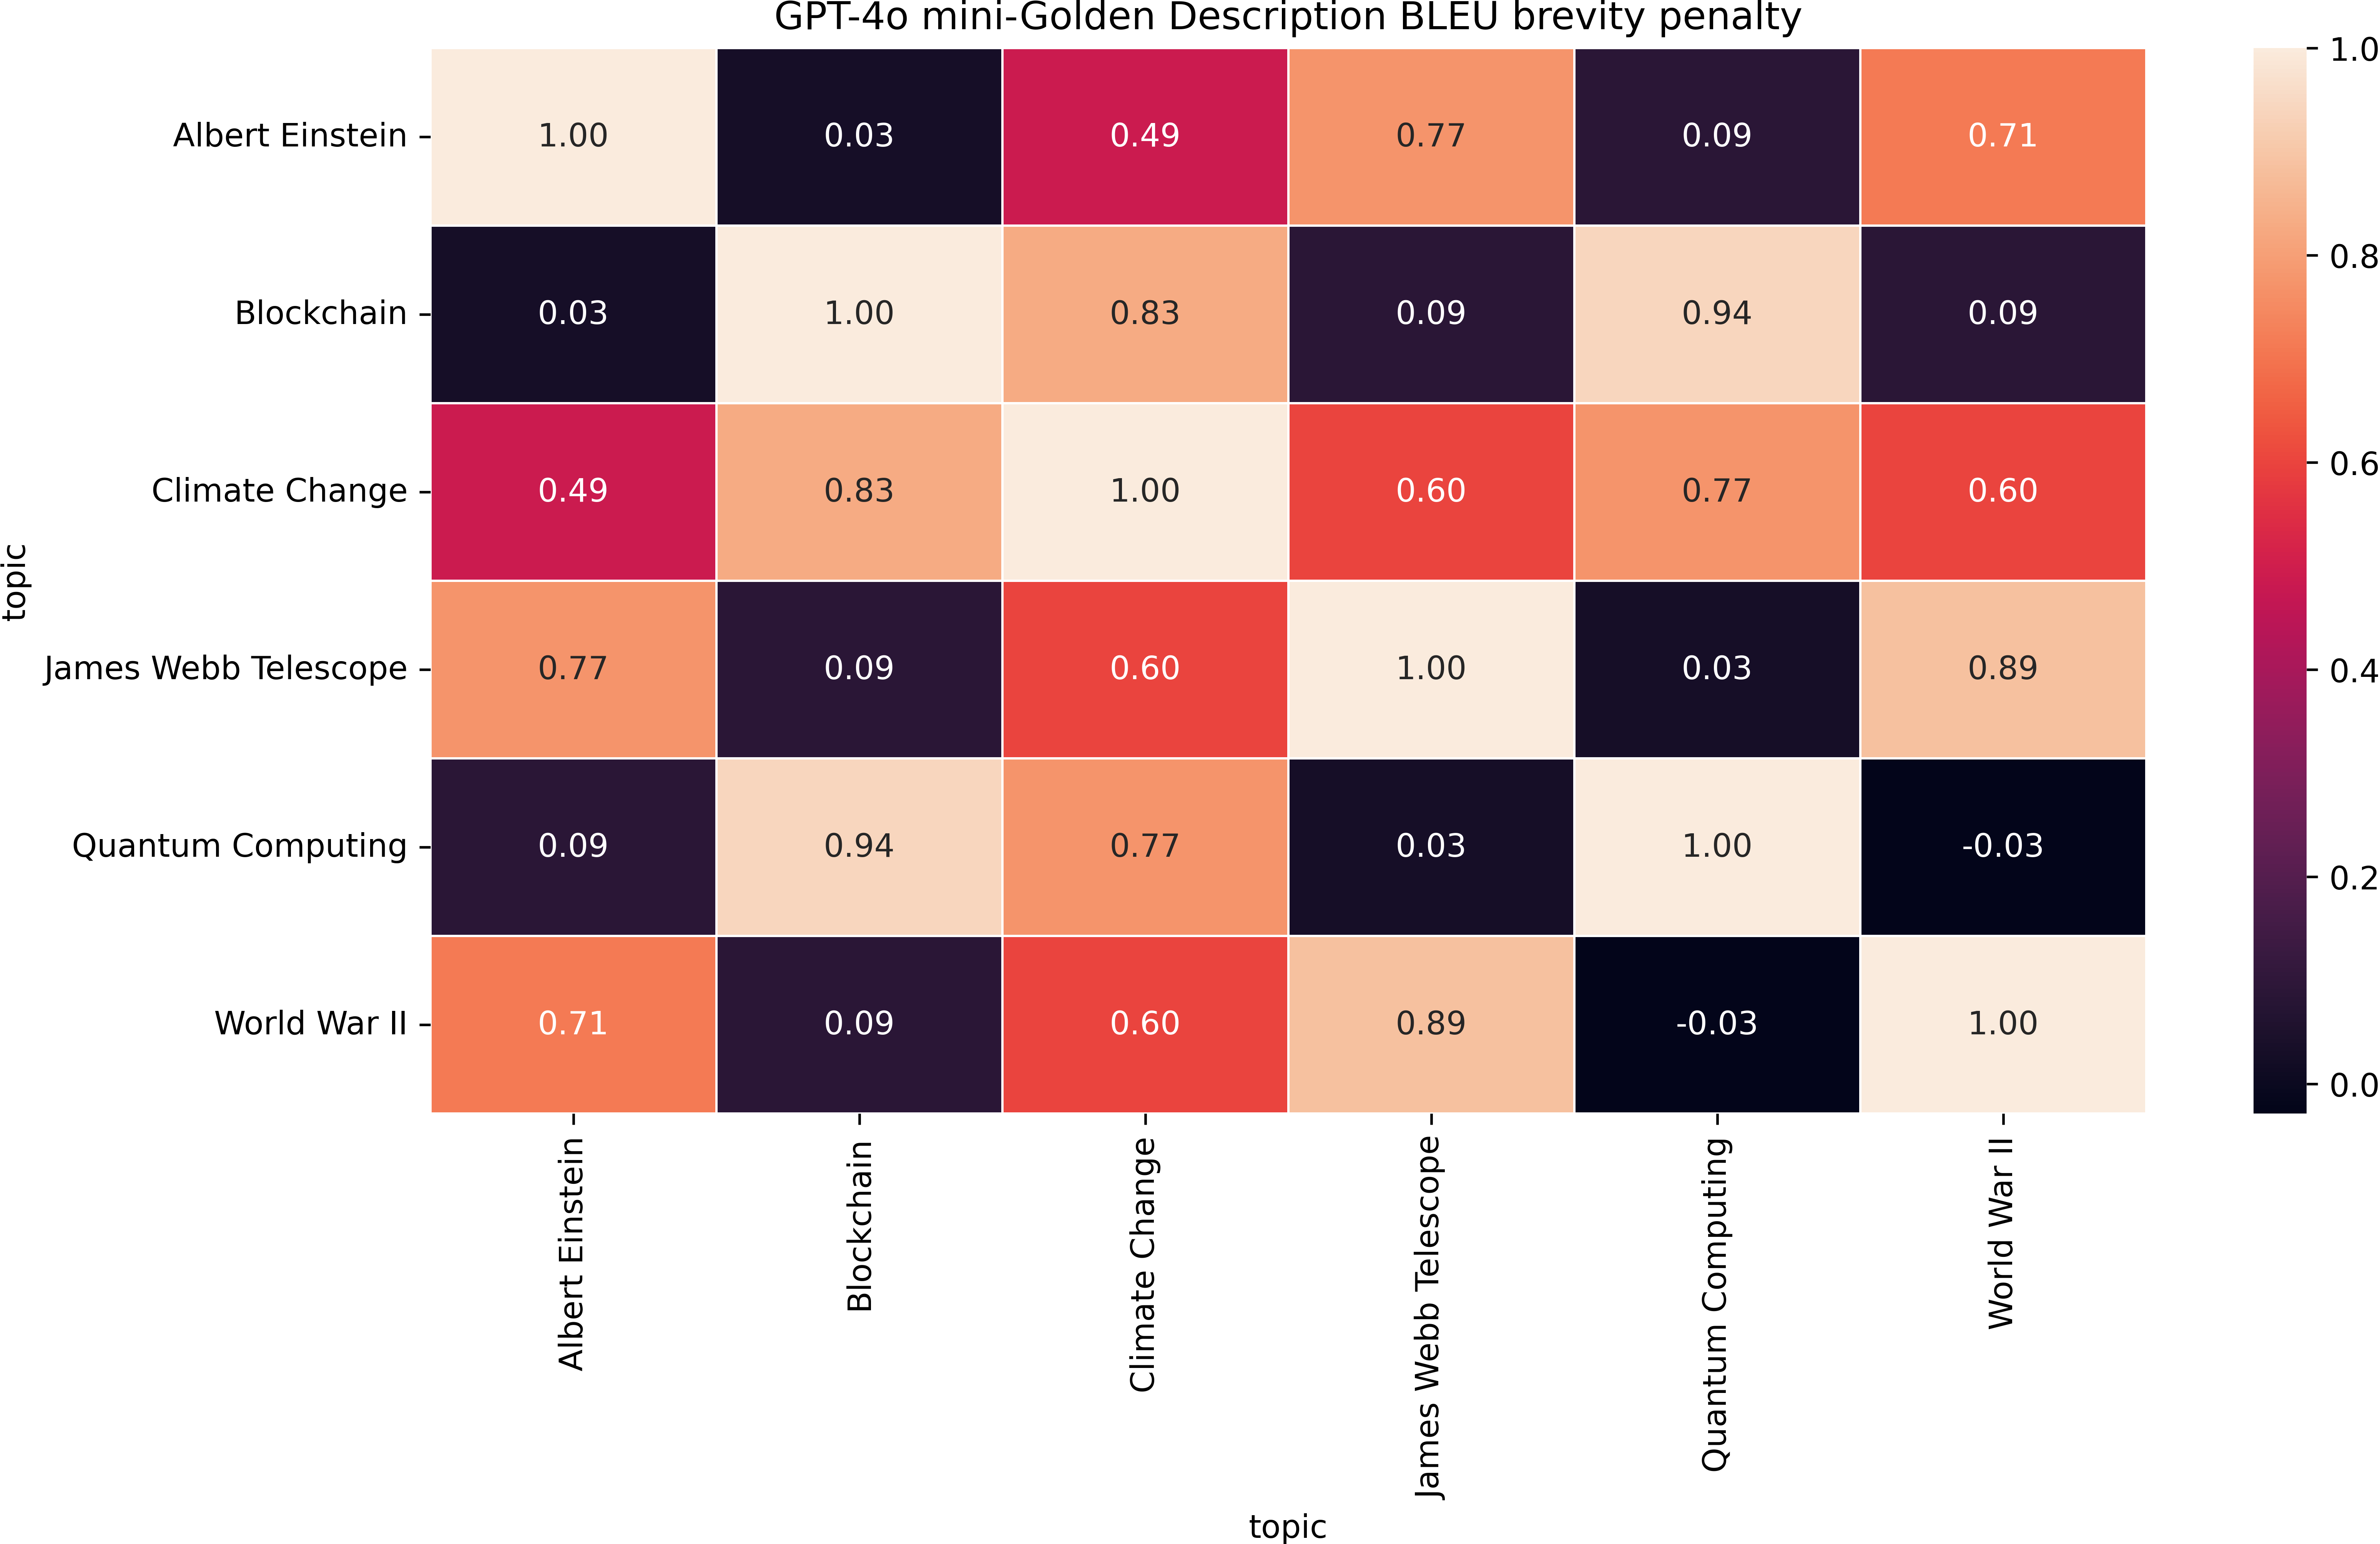 GPT-4o mini-Golden Description BLEU brevity penalty
Albert Einstein 1.00 0.03 0.49 0.77 0.09 0.71
Blockchain 0.03 1.00 0.83 0.09 0.94 0.09
Climate Change 0.49 0.83 1.00 0.60 0.77 0.60
James Webb Telescope 0.77 0.09 0.60 1.00 0.03 0.89
Quantum Computing 0.09 0.94 0.77 0.03 1.00 -0.03
World War II 0.71 0.09 0.60 0.89 -0.03 1.00
topic
Albert Einstein
Blockchain
Climate Change
James Webb Telescope
Quantum Computing
World War II
topic
1.0
0.8
0.6
0.4
0.2
0.0